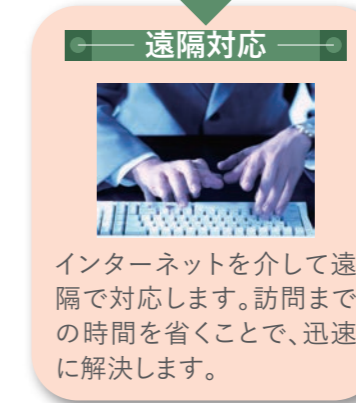 遠隔対応
インターネットを介して遠
隔で対応します。訪問まで
の時間を省くことで、迅速
に解決します。